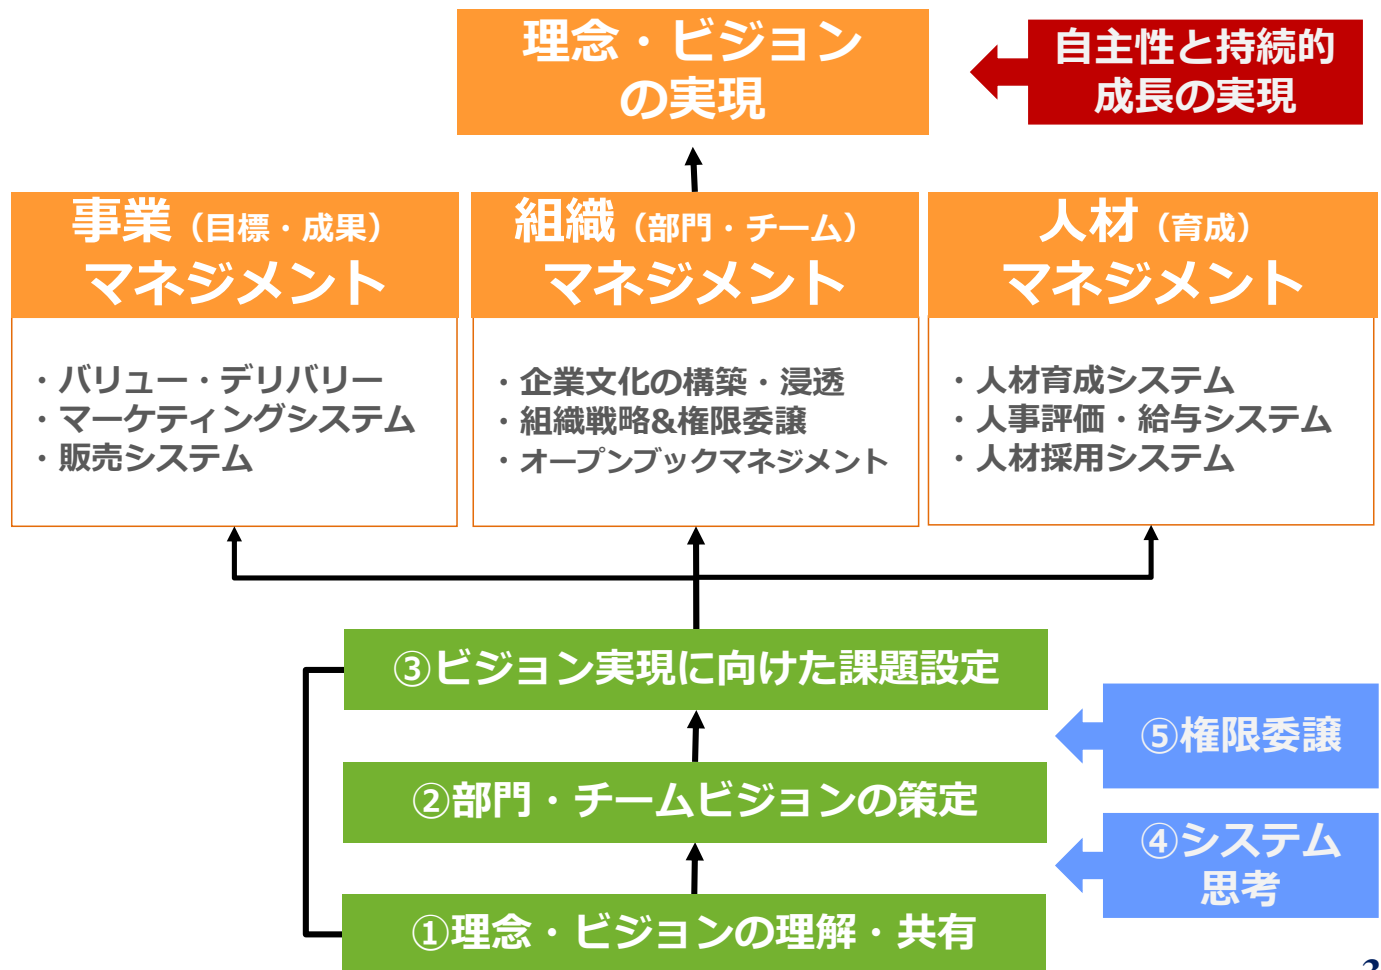 理念・ビジョン
の実現
自主性と持続的
成長の実現
事業（目標・成果）
マネジメント
組織（部門・チーム）
マネジメント
人材（育成）
マネジメント
・バリュー・デリバリー
・マーケティングシステム
・販売システム
・企業文化の構築・浸透
・組織戦略&権限委譲
・オープンブックマネジメント
・人材育成システム
・人事評価・給与システム
・人材採用システム
③ビジョン実現に向けた課題設定
⑤権限委譲
②部門・チームビジョンの策定
④システム
思考
①理念・ビジョンの理解・共有